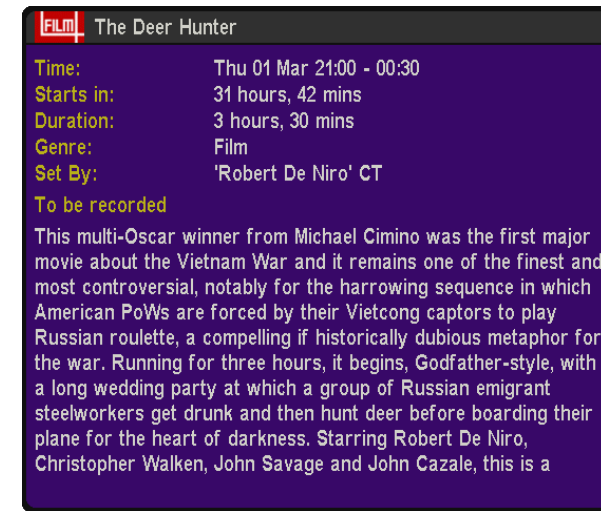 FILM The Deer Hunter
Time: Thu 01 Mar 21:00 - 00:30
Starts in: 31 hours, 42 mins
Duration: 3 hours, 30 mins
Genre: Film
Set By: 'Robert De Niro' CT
To be recorded
This multi-Oscar winner from Michael Cimino was the first major
movie about the Vietnam War and it remains one of the finest and
most controversial, notably for the harrowing sequence in which
American PoWs are forced by their Vietcong captors to play
Russian roulette, a compelling if historically dubious metaphor for
the war. Running for three hours, it begins, Godfather-style, with
a long wedding party at which a group of Russian emigrant
steelworkers get drunk and then hunt deer before boarding their
plane for the heart of darkness. Starring Robert De Niro,
Christopher Walken, John Savage and John Cazale, this is a